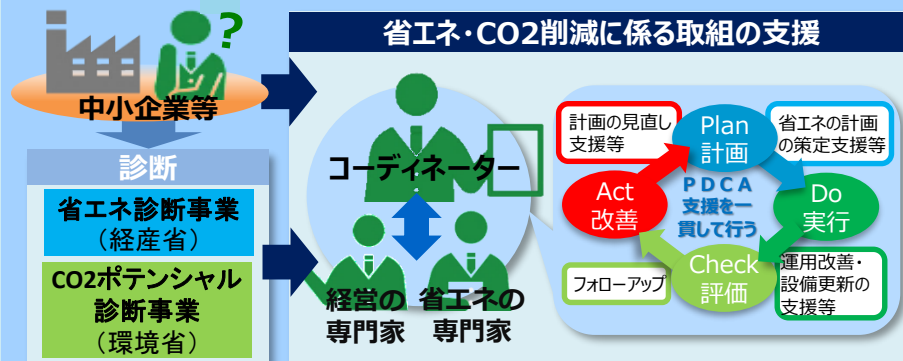 ?
中小企業等
診断
省エネ診断事業
（経産省）
CO2ポテンシャル
診断事業
（環境省）
省エネ・CO2削減に係る取組の支援
コーディネーター
経営の
専門家
省エネの
専門家
計画の見直し
支援等
Plan
計画
省エネの計画
の策定支援等
Act
改善
PDCA
支援を一
貫して行う
Do
実行
フォローアップ
Check
評価
運用改善・
設備更新の
支援等